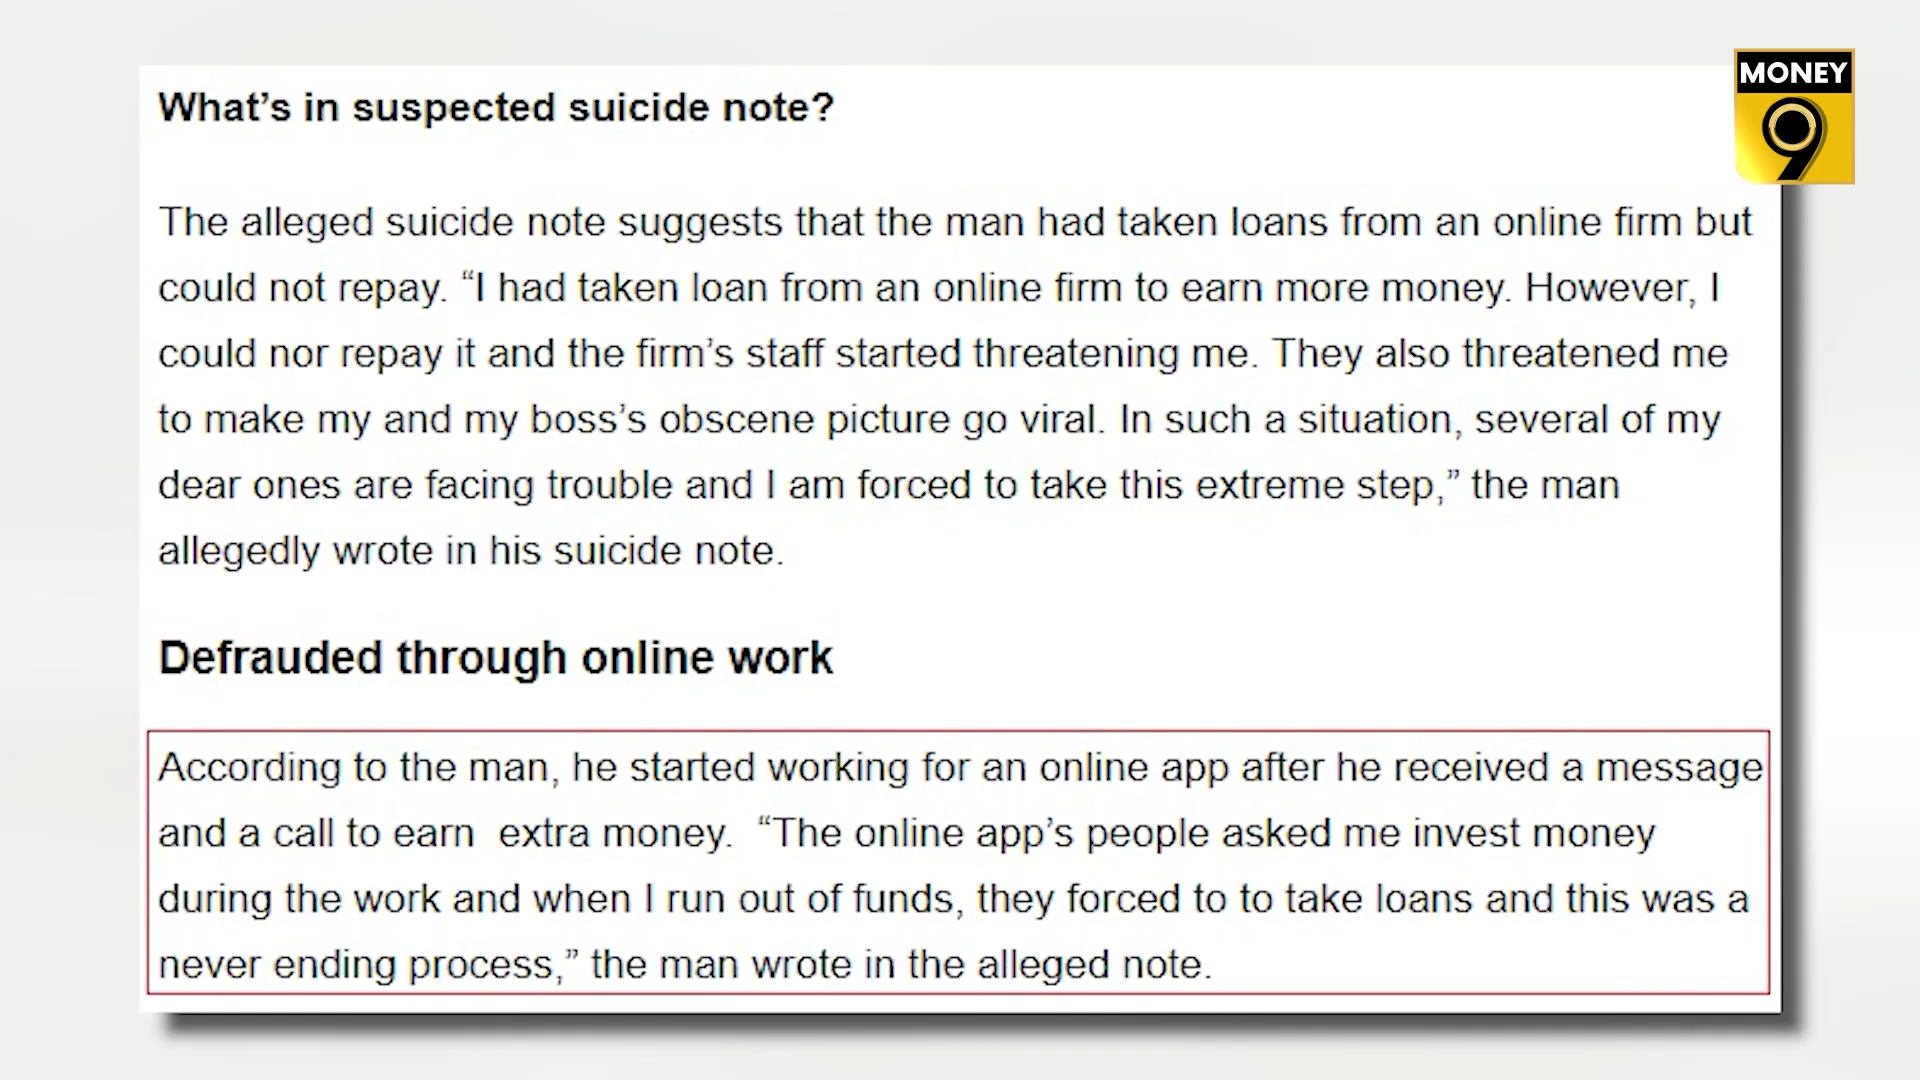 MONEY
9
What’s in suspected suicide note?
The alleged suicide note suggests that the man had taken loans from an online firm but
could not repay. “I had taken loan from an online firm to earn more money. However, I
could nor repay it and the firm’s staff started threatening me. They also threatened me
to make my and my boss’s obscene picture go viral. In such a situation, several of my
dear ones are facing trouble and I am forced to take this extreme step,” the man
allegedly wrote in his suicide note.
Defrauded through online work
According to the man, he started working for an online app after he received a message
and a call to earn  extra money.  “The online app’s people asked me invest money
during the work and when I run out of funds, they forced to to take loans and this was a
never ending process,” the man wrote in the alleged note.